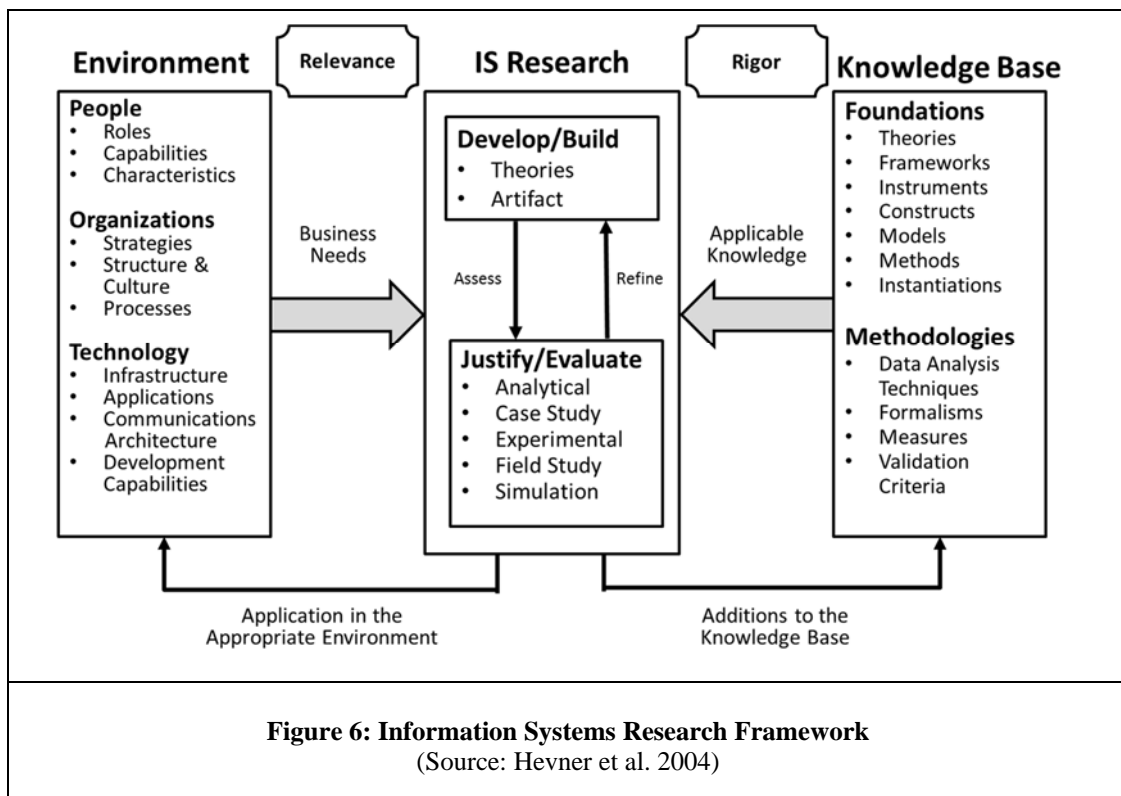 Environment
Relevance
IS Research
Rigor
Knowledge Base
People
• Roles
• Capabilities
• Characteristics
Organizations
• Strategies
• Structure &
Culture
• Processes
Technology
• Infrastructure
• Applications
• Communications
Architecture
• Development
Capabilities
Business
Needs
Develop/Build
• Theories
• Artifact
Assess
Refine
Justify/Evaluate
• Analytical
• Case Study
• Experimental
• Field Study
• Simulation
Applicable
Knowledge
Foundations
• Theories
• Frameworks
• Instruments
• Constructs
• Models
• Methods
• Instantiations
Methodologies
• Data Analysis
Techniques
• Formalisms
• Measures
• Validation
Criteria
Application in the
Appropriate Environment
Additions to the
Knowledge Base
Figure 6: Information Systems Research Framework
(Source: Hevner et al. 2004)